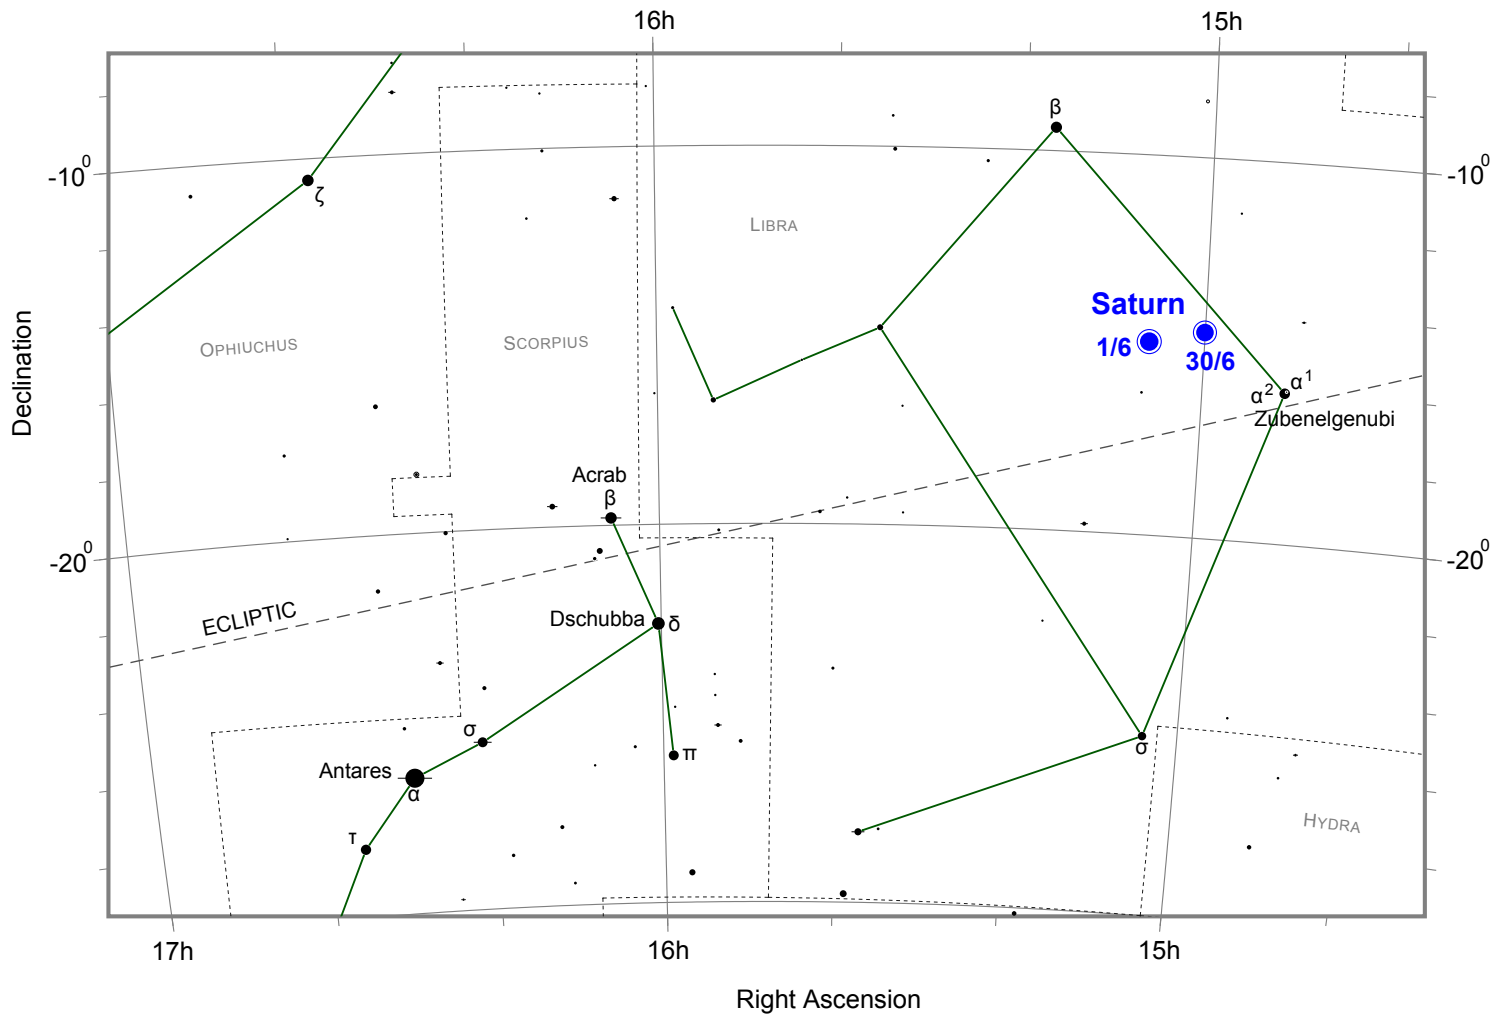 16h 15h
β
-10⁰ -10⁰
ζ
LIBRA
Saturn
1/6 30/6
OPHIUCHUS SCORPIUS
α² α¹
Zubenelgenubi
Declination
Acrab
β
-20⁰ -20⁰
ECLIPTIC
Dschubba δ
σ π σ
Antares
α
τ
HYDRA
17h 16h 15h
Right Ascension